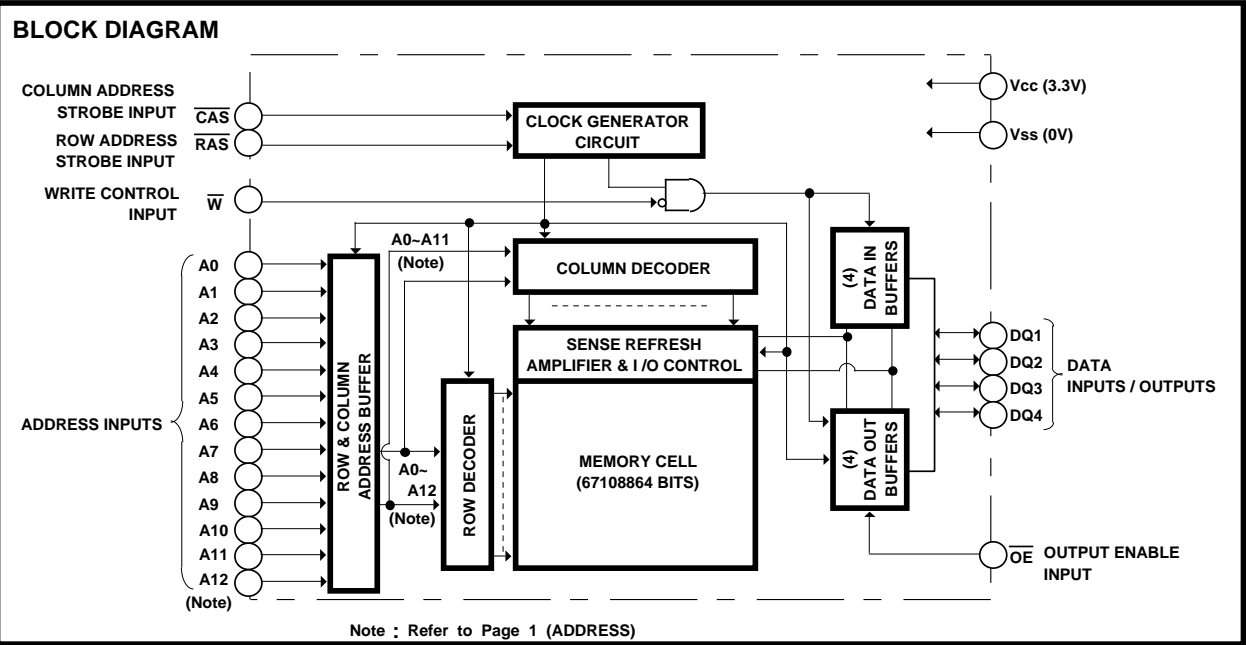 BLOCK DIAGRAM
COLUMN ADDRESS
STROBE INPUT
CAS
ROW ADDRESS
STROBE INPUT
RAS
WRITE CONTROL
INPUT
W
CLOCK GENERATOR
CIRCUIT
Vcc (3.3V)
Vss (0V)
A0~A11
(Note)
COLUMN DECODER
(4)
DATA IN
BUFFERS
ADDRESS INPUTS
A0
A1
A2
A3
A4
A5
A6
A7
A8
A9
A10
A11
A12
(Note)
ROW & COLUMN
ADDRESS BUFFER
A0~
A12
(Note)
ROW DECODER
SENSE REFRESH
AMPLIFIER & I /O CONTROL
MEMORY CELL
(67108864 BITS)
(4)
DATA OUT
BUFFERS
DQ1
DQ2
DQ3
DQ4
DATA
INPUTS / OUTPUTS
OE
OUTPUT ENABLE
INPUT
Note : Refer to Page 1 (ADDRESS)